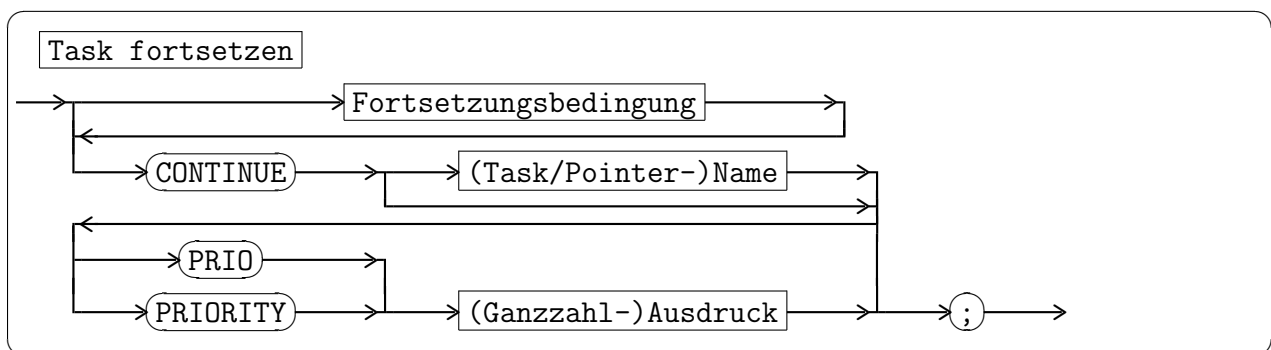 Task fortsetzen
Fortsetzungsbedingung
CONTINUE (Task/Pointer-)Name
PRIO
PRIORITY (Ganzzahl-)Ausdruck ;